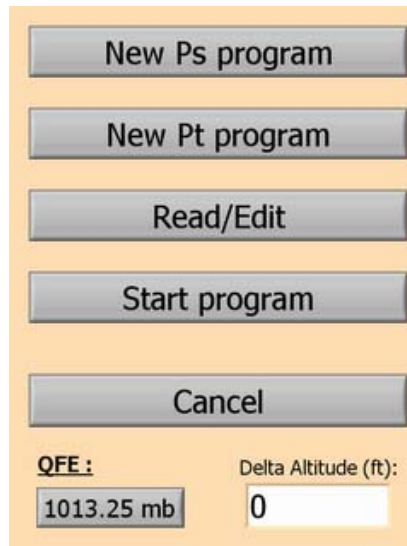 New Ps program
New Pt program
Read/Edit
Start program
Cancel
QFE :
Delta Altitude (ft):
1013.25 mb
0